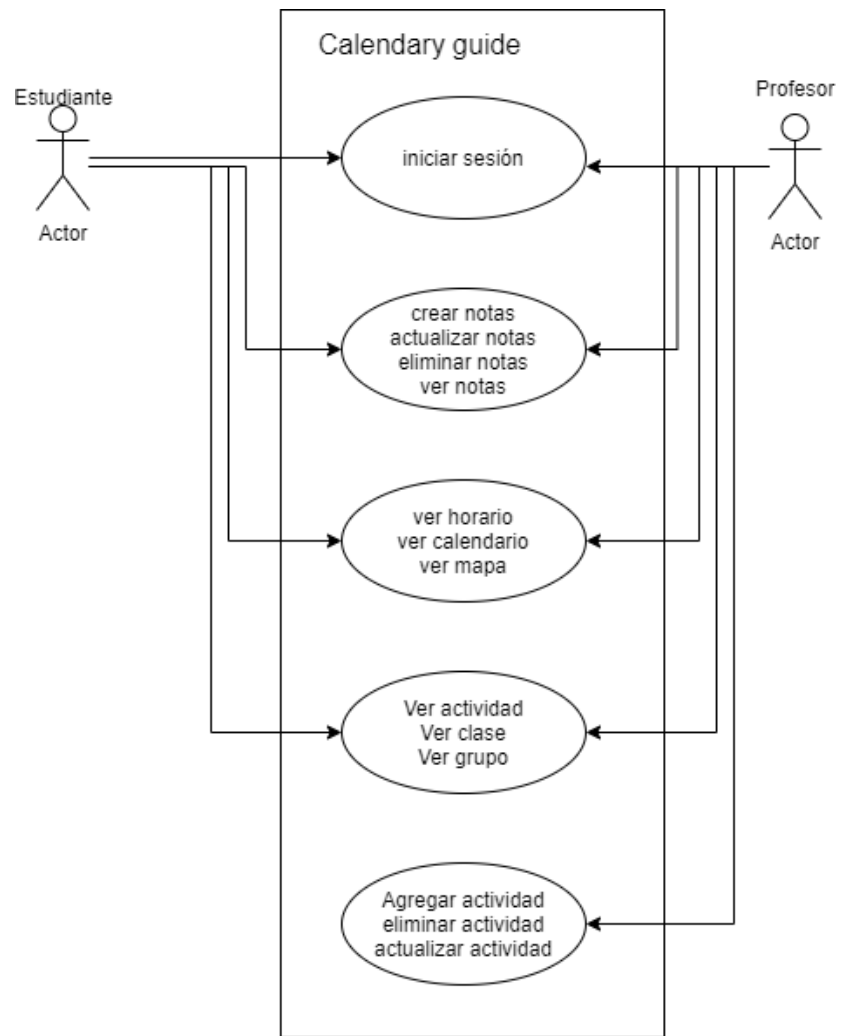 Calendary guide
Estudiante
Actor
Profesor
Actor
iniciar sesión
crear notas
actualizar notas
eliminar notas
ver notas
ver horario
ver calendario
ver mapa
Ver actividad
Ver clase
Ver grupo
Agregar actividad
eliminar actividad
actualizar actividad